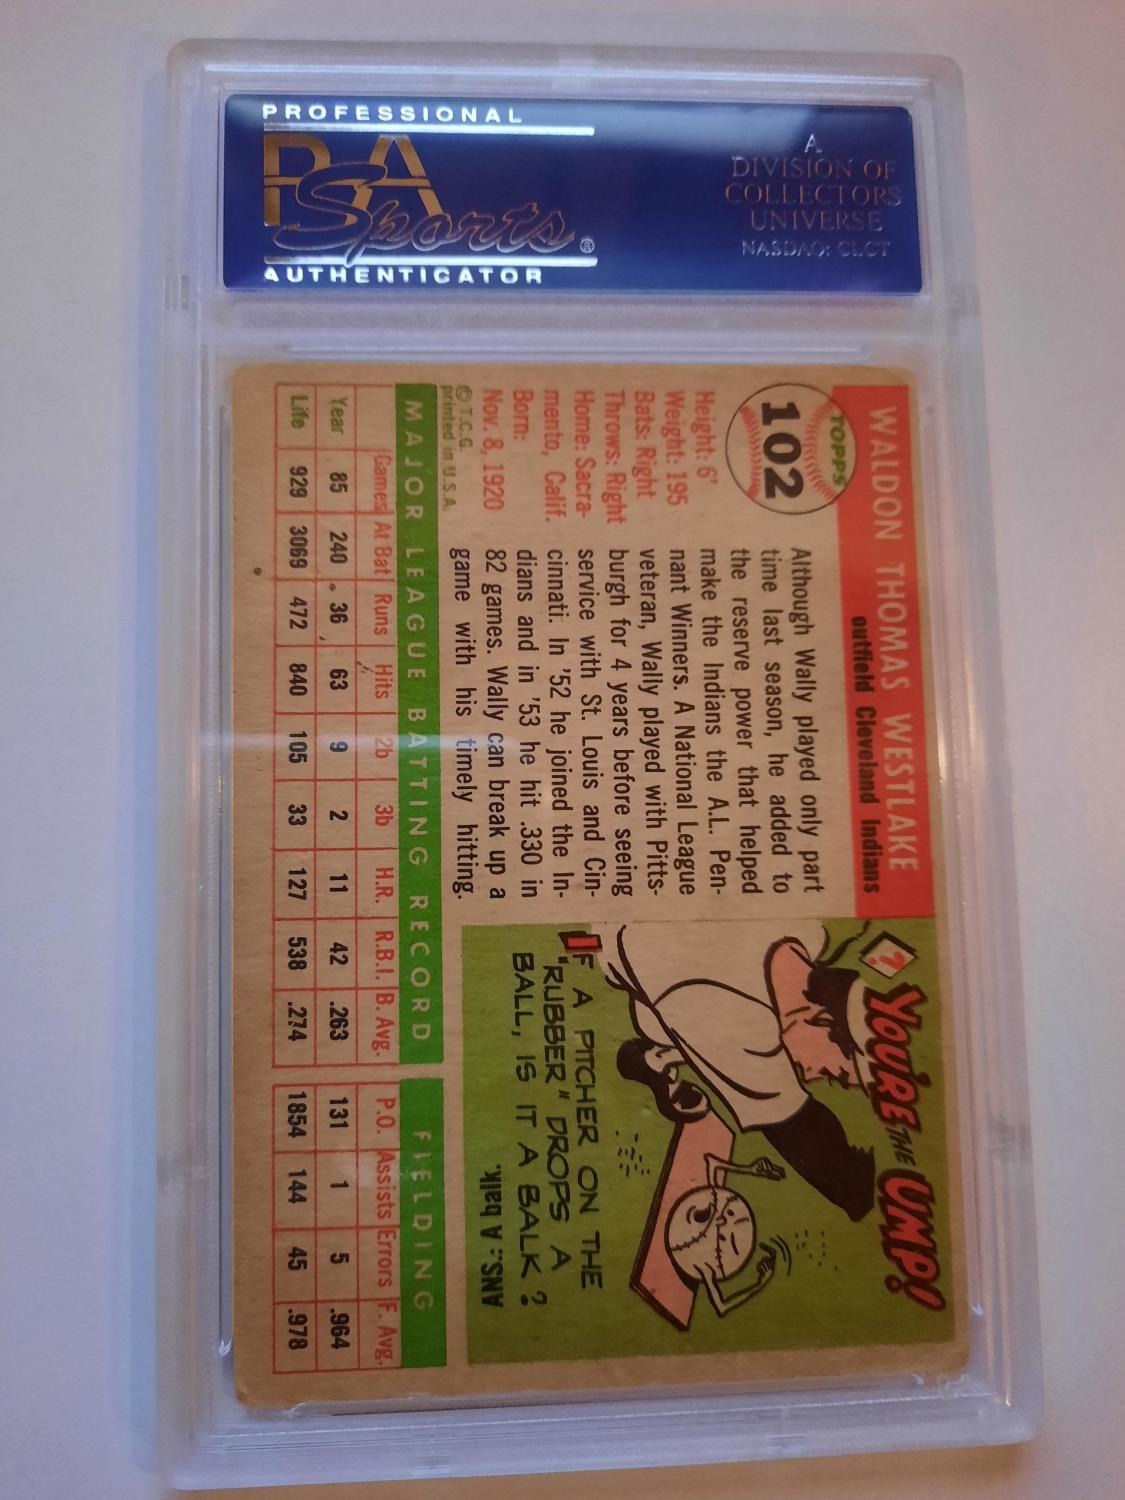 PROFESSIONAL
PSA
Sports®
AUTHENTICATOR
A
DIVISION OF
COLLECTORS
UNIVERSE
NASDAQ: CLCT
TOPPS
102
WALDON THOMAS WESTLAKE
outfield Cleveland Indians
Height: 6'
Weight: 195
Bats: Right
Throws: Right
Home: Sacra-
mento, Calif.
Born:
Nov. 8, 1920
© T.C.G.
printed in U.S.A.
Although Wally played only part
time last season, he added to
the reserve power that helped
make the Indians the A.L. Pen-
nant Winners. A National League
veteran, Wally played with Pitts-
burgh for 4 years before seeing
service with St. Louis and Cin-
cinnati. In '52 he joined the In-
dians and in '53 he hit .330 in
82 games. Wally can break up a
game with his timely hitting.
?
YOU'RE THE UMP!
IF A PITCHER ON THE
"RUBBER" DROPS A
BALL, IS IT A BALK?
ANS.: A balk.
MAJOR LEAGUE BATTING RECORD FIELDING
Games At Bat Runs Hits 2b 3b H.R. R.B.I. B. Avg. P.O. Assists Errors F. Avg.
Year 85 240 36 63 9 2 11 42 .263 131 1 5 .964
Life 929 3069 472 840 105 33 127 538 .274 1854 144 45 .978